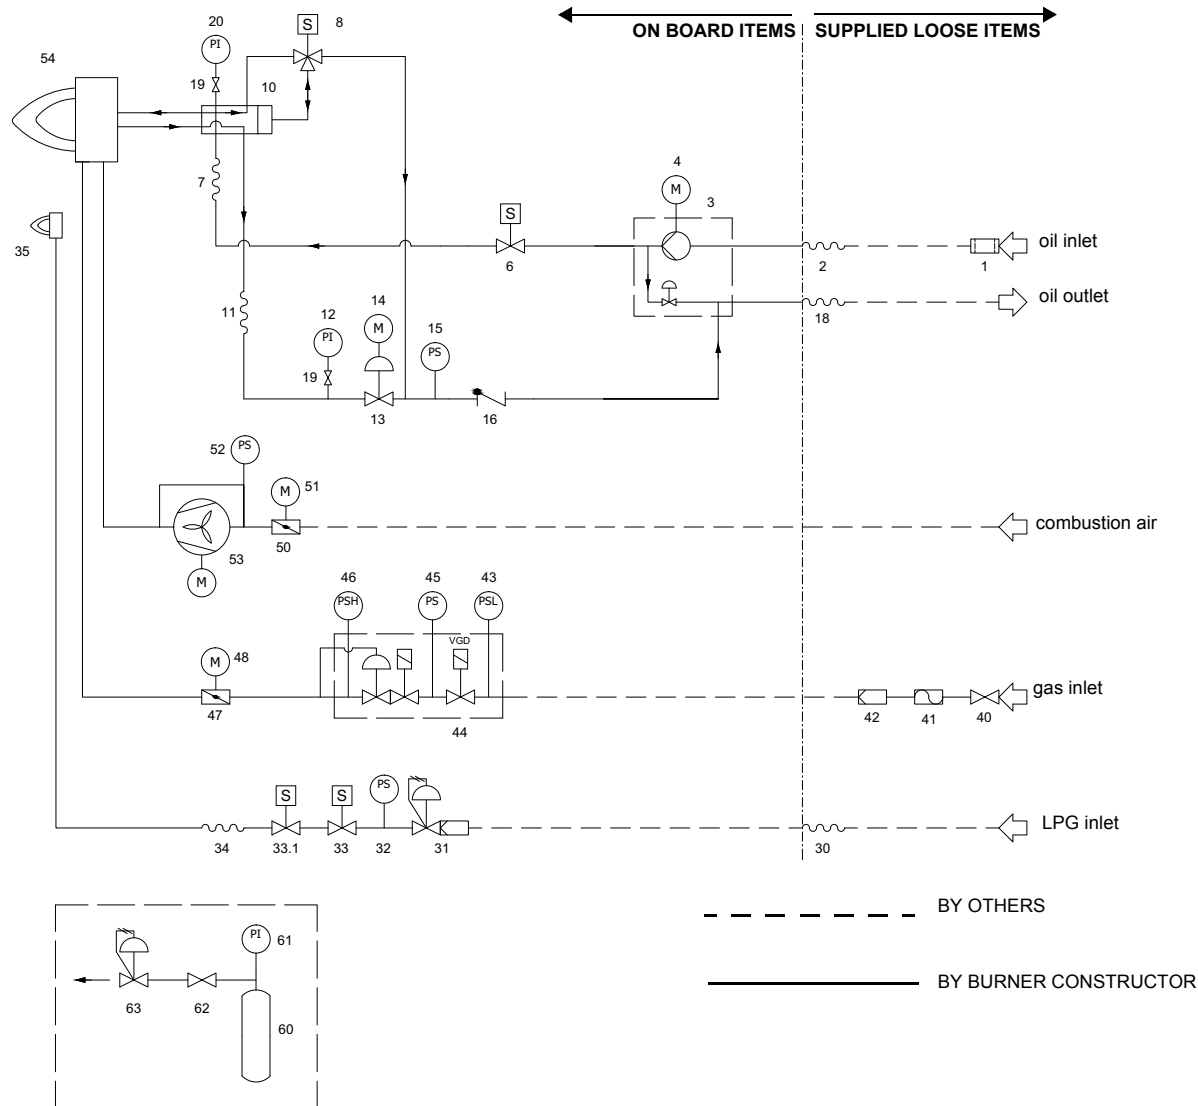 ON BOARD ITEMS
SUPPLIED LOOSE ITEMS
20
PI
S
8
54
19
10
4
M
3
7
S
35
6
2
1
oil inlet
18
oil outlet
11
12
PI
14
M
15
PS
19
13
16
52
PS
M
51
53
50
M
combustion air
46
PSH
45
PS
43
PSL
VGD
M
48
47
44
42
41
40
gas inlet
S
S
PS
34
33.1
33
32
31
30
LPG inlet
BY OTHERS
PI
61
BY BURNER CONSTRUCTOR
63
62
60